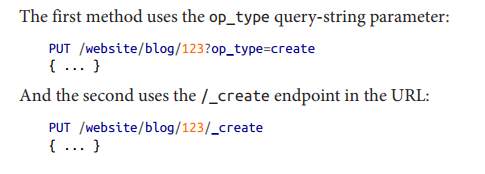 The first method uses the op_type query-string parameter:
PUT /website/blog/123?op_type=create
{ ... }
And the second uses the /_create endpoint in the URL:
PUT /website/blog/123/_create
{ ... }